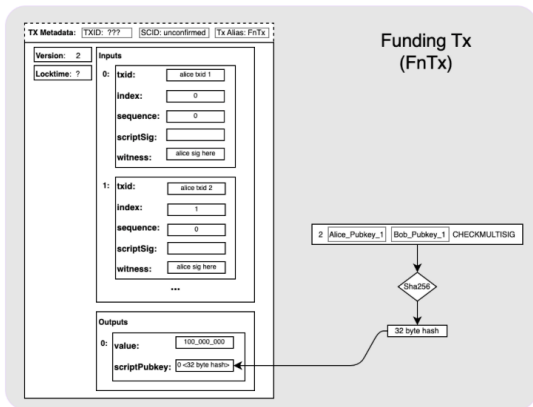 TX Metadata: TXID: ??? SCID: unconfirmed Tx Alias: FnTx
Funding Tx
(FnTx)
Version: 2
Locktime: ?
Inputs
0: txid: alice txid 1
index: 0
sequence: 0
scriptSig:
witness: alice sig here
1: txid: alice txid 2
index: 1
sequence: 0
scriptSig:
witness: alice sig here
...
2 Alice_Pubkey_1 Bob_Pubkey_1 CHECKMULTISIG
Sha256
32 byte hash
Outputs
0: value: 100_000_000
scriptPubkey: 0 <32 byte hash>